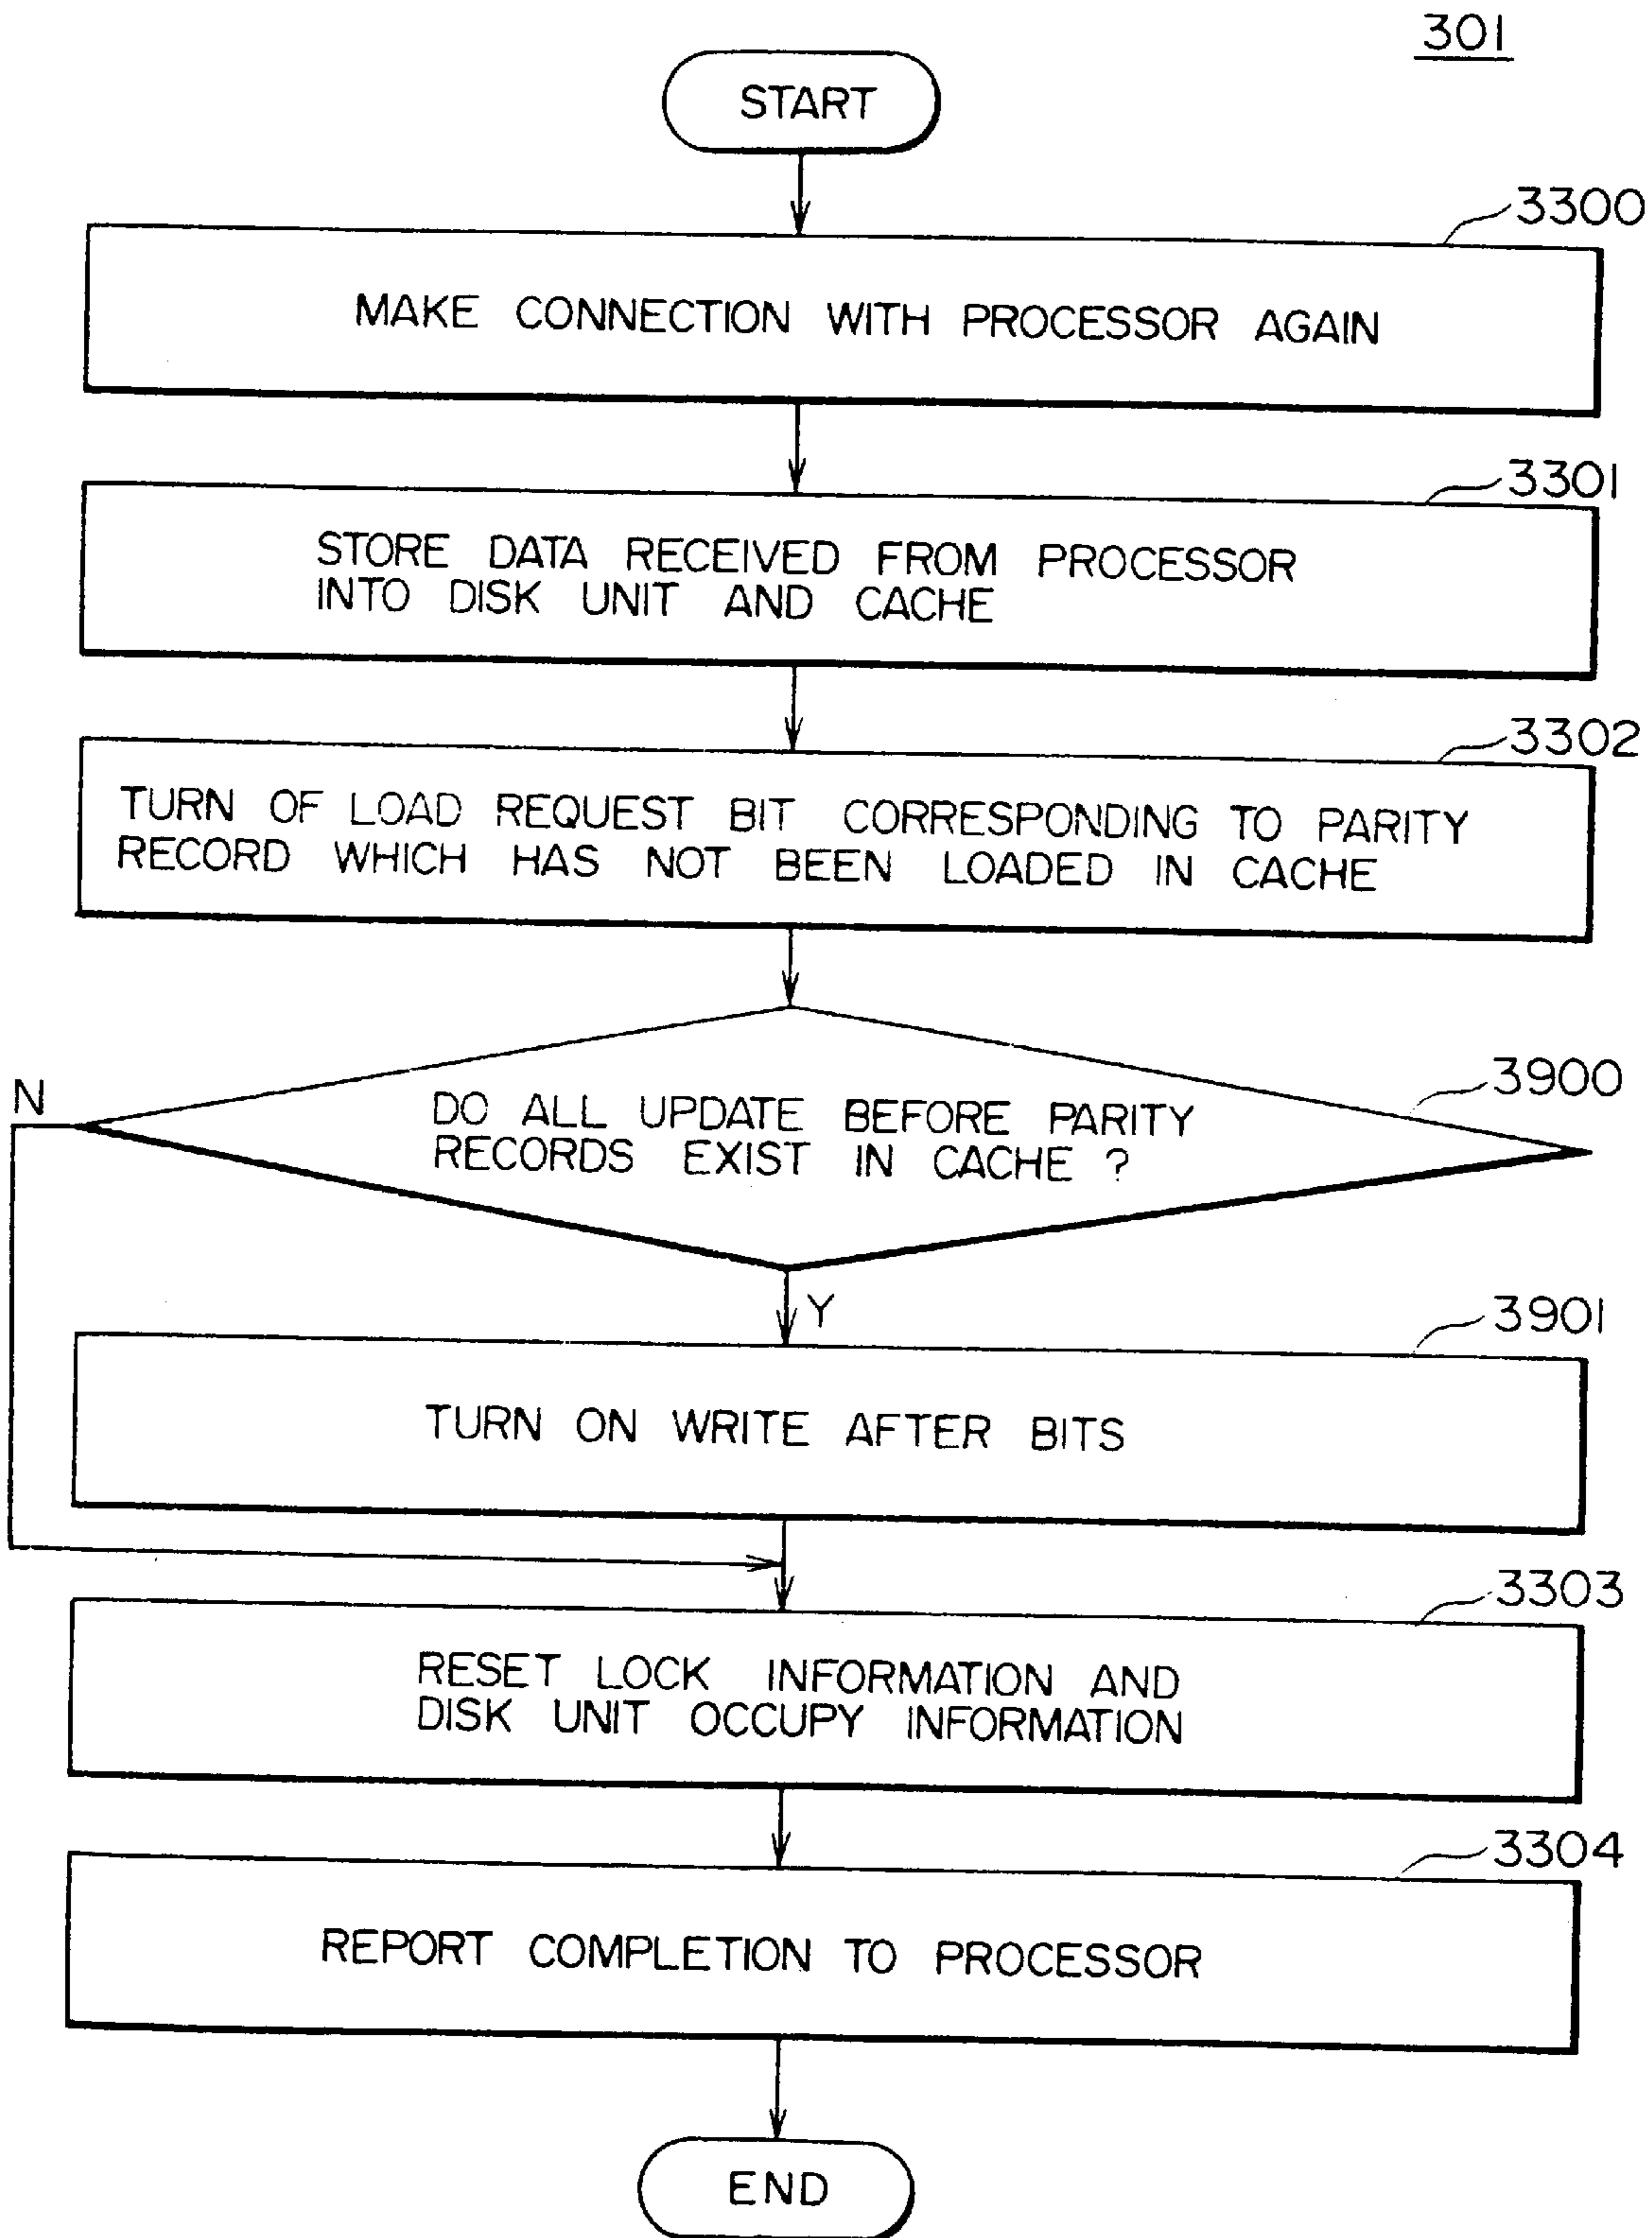 301
START
3300
MAKE CONNECTION WITH PROCESSOR AGAIN
3301
STORE DATA RECEIVED FROM PROCESSOR
INTO DISK UNIT AND CACHE
3302
TURN OF LOAD REQUEST BIT CORRESPONDING TO PARITY
RECORD WHICH HAS NOT BEEN LOADED IN CACHE
N
3900
DO ALL UPDATE BEFORE PARITY
RECORDS EXIST IN CACHE ?
Y
3901
TURN ON WRITE AFTER BITS
3303
RESET LOCK INFORMATION AND
DISK UNIT OCCUPY INFORMATION
3304
REPORT COMPLETION TO PROCESSOR
END